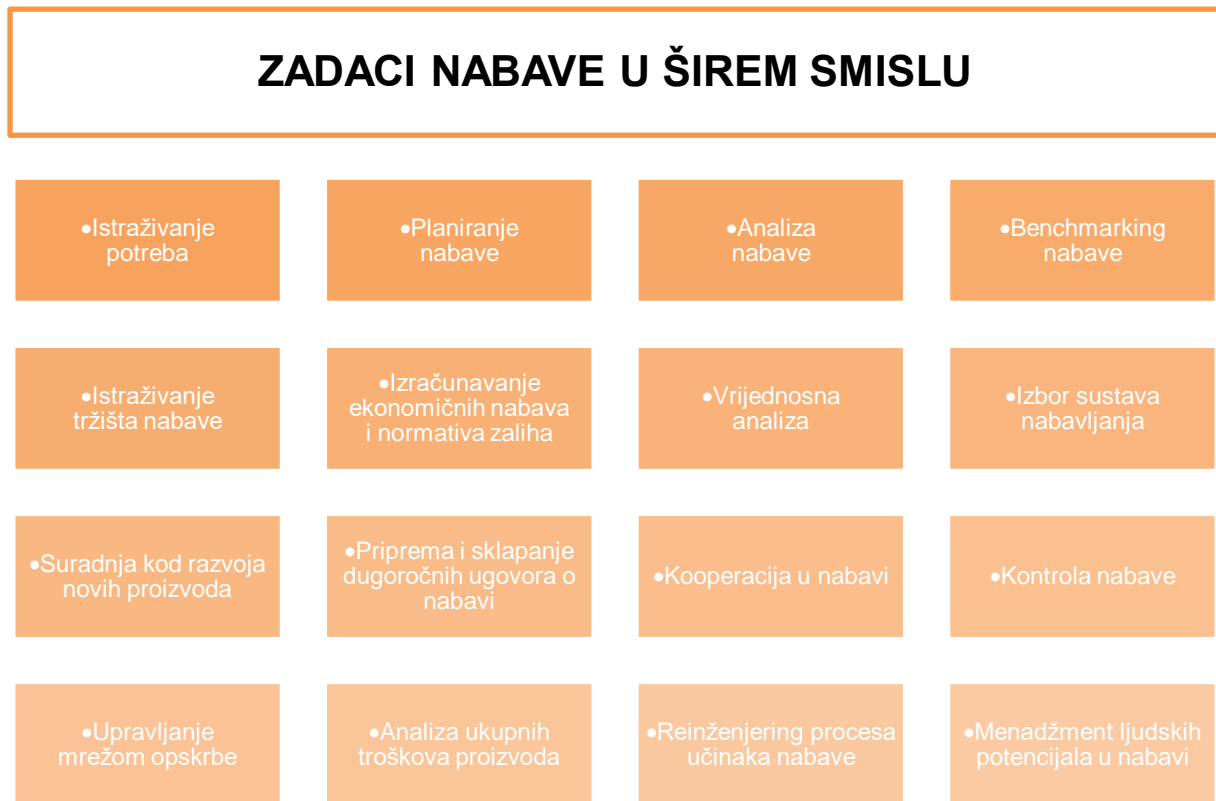 ZADACI NABAVE U ŠIREM SMISLU
•Istraživanje
potreba
•Planiranje
nabave
•Analiza
nabave
•Benchmarking
nabave
•Istraživanje
tržišta nabave
•Izračunavanje
ekonomičnih nabava
i normativa zaliha
•Vrijednosna
analiza
•Izbor sustava
nabavljanja
•Suradnja kod razvoja
novih proizvoda
•Priprema i sklapanje
dugoročnih ugovora o
nabavi
•Kooperacija u nabavi
•Kontrola nabave
•Upravljanje
mrežom opskrbe
•Analiza ukupnih
troškova proizvoda
•Reinženjering procesa
učinaka nabave
•Menadžment ljudskih
potencijala u nabavi